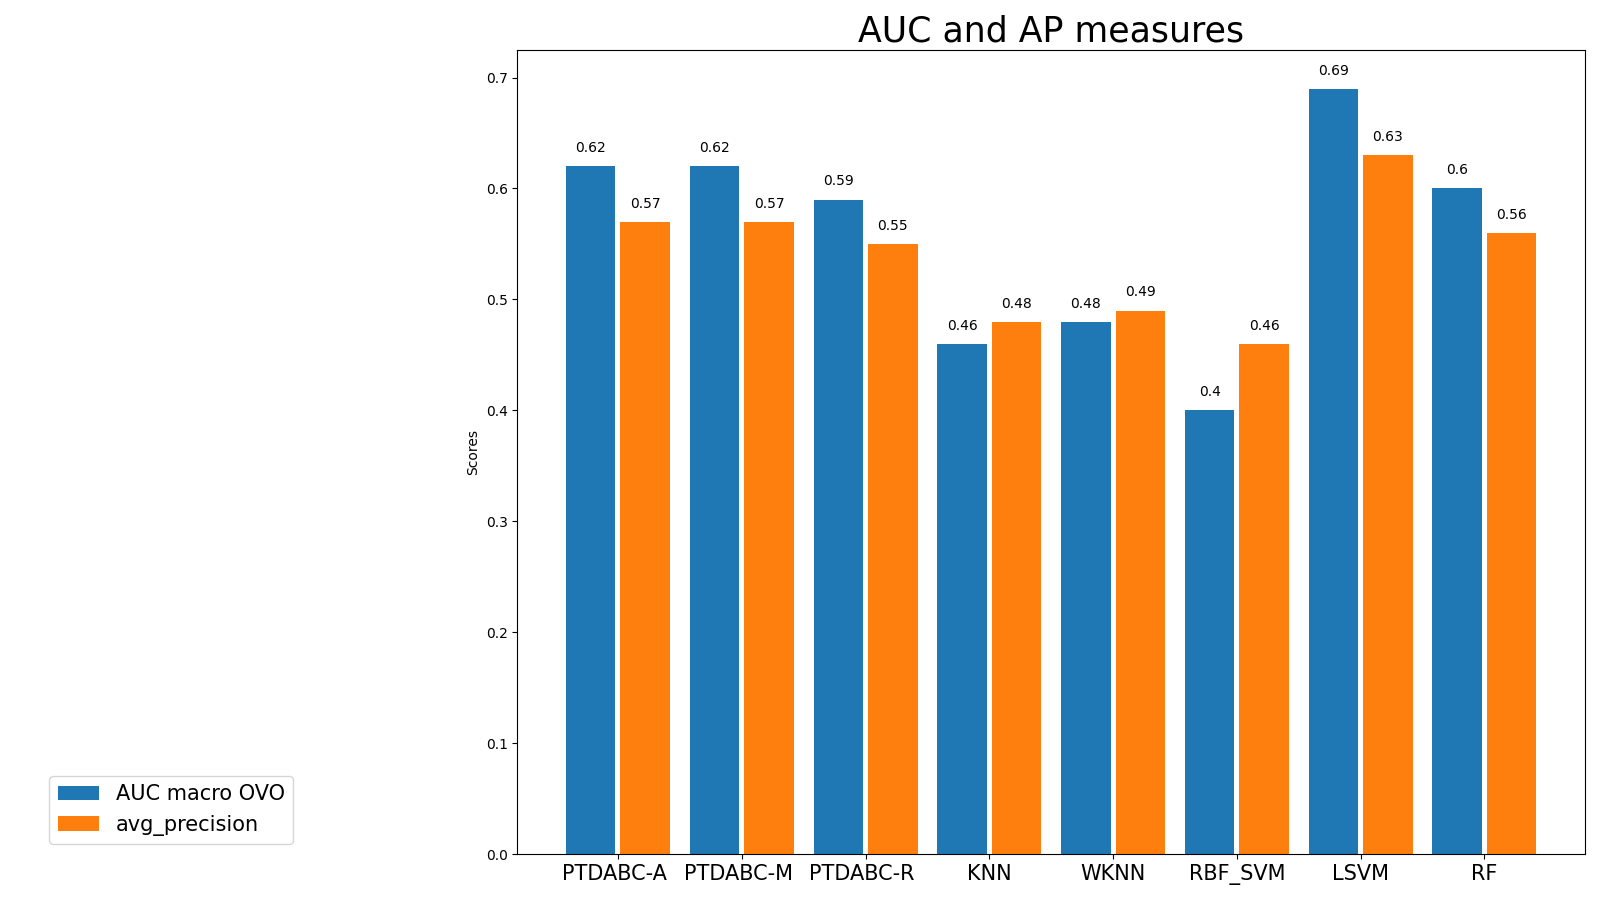 AUC and AP measures
0.7
0.6
0.5
0.4
0.3
0.2
0.1
0.0
Scores
0.62
0.57
0.62
0.57
0.59
0.55
0.46
0.48
0.48
0.49
0.4
0.46
0.69
0.63
0.6
0.56
PTDABC-A
PTDABC-M
PTDABC-R
KNN
WKNN
RBF_SVM
LSVM
RF
AUC macro OVO
avg_precision